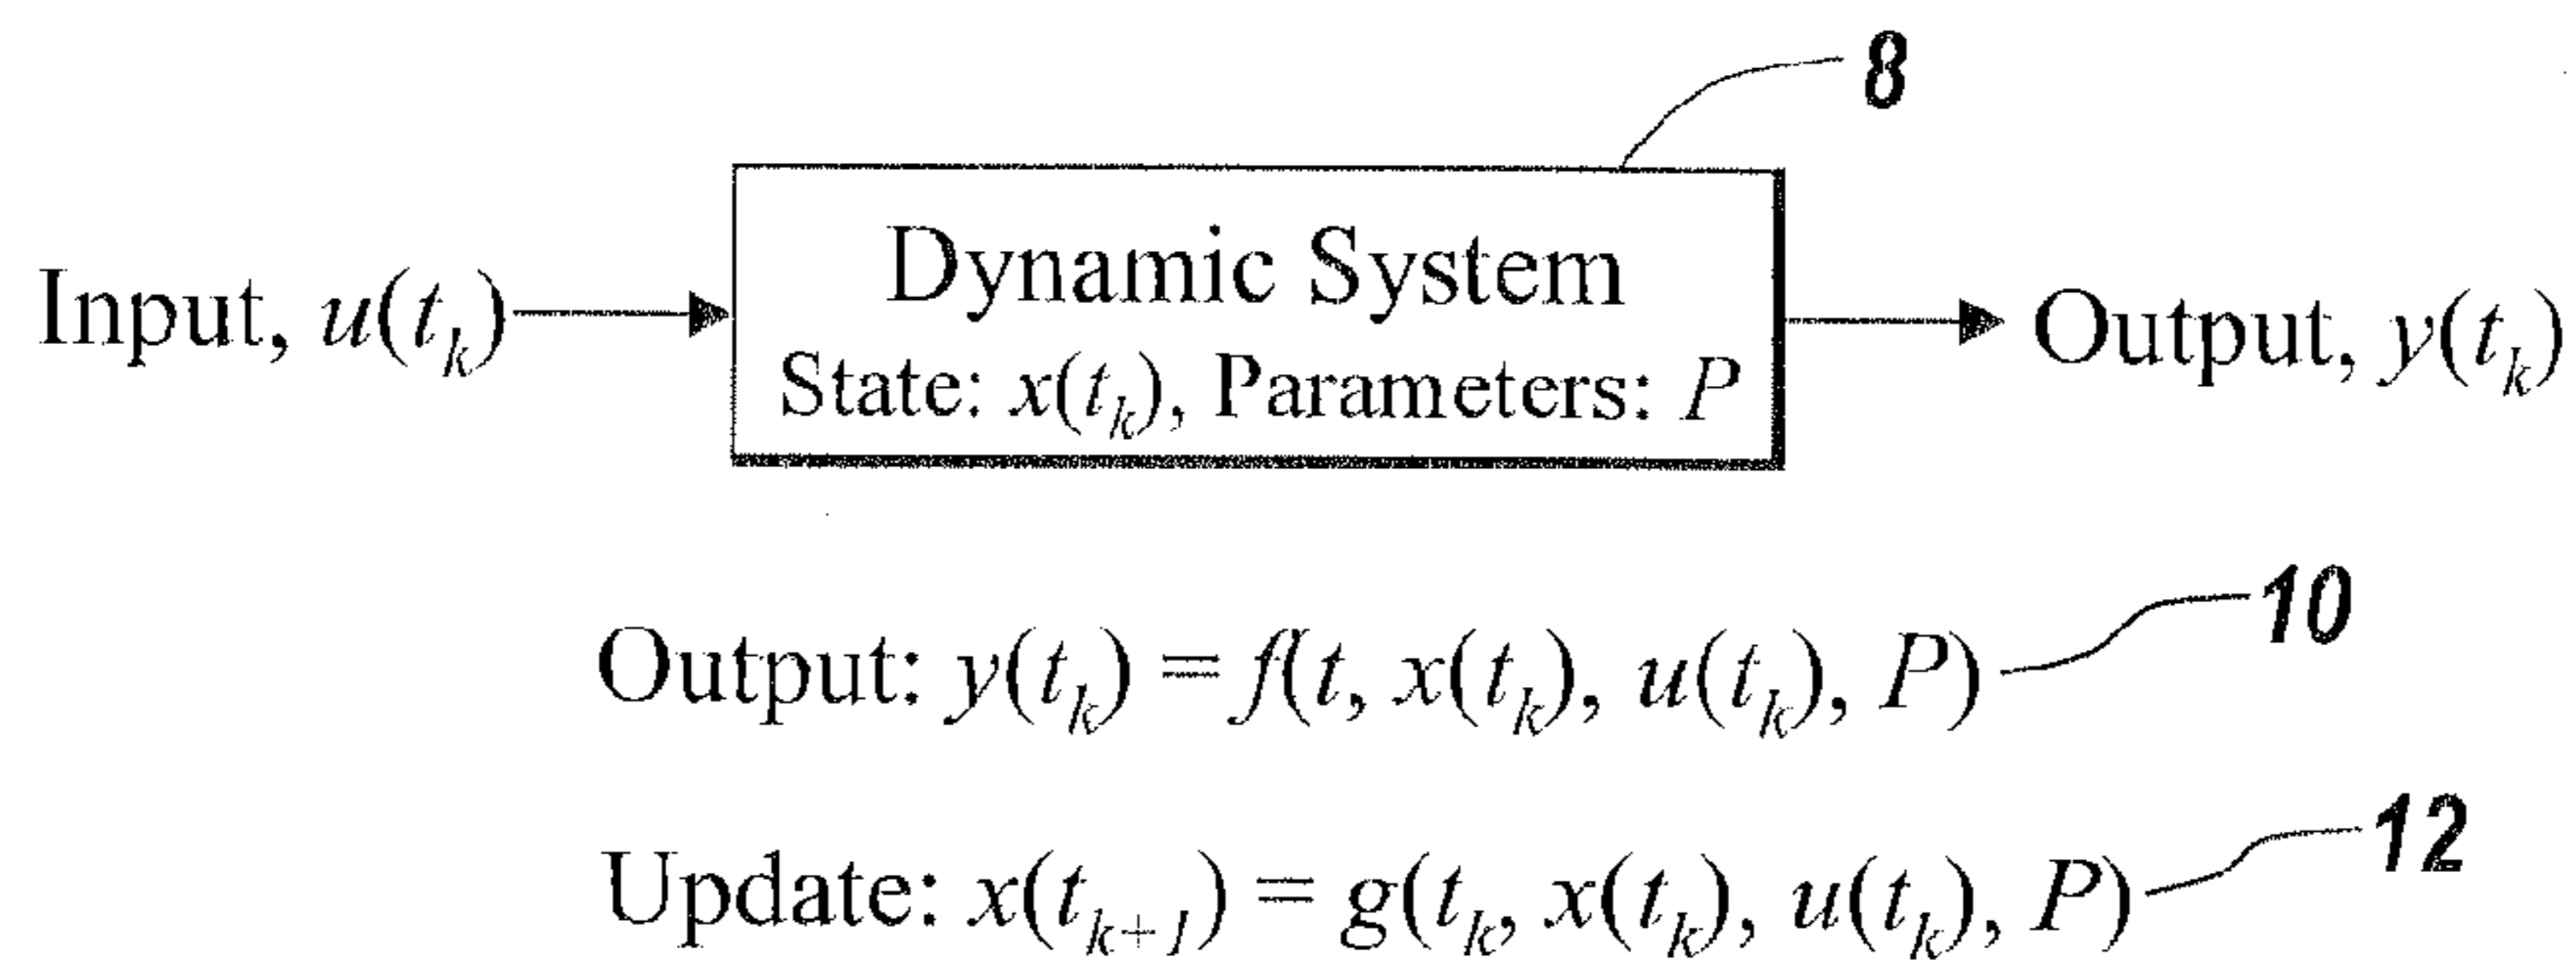 8
Dynamic System
Input, u(t_k)
State: x(t_k), Parameters: P
Output, y(t_k)
10
Output: y(t_k) = f(t, x(t_k), u(t_k), P)
12
Update: x(t_{k+1}) = g(t_k, x(t_k), u(t_k), P)